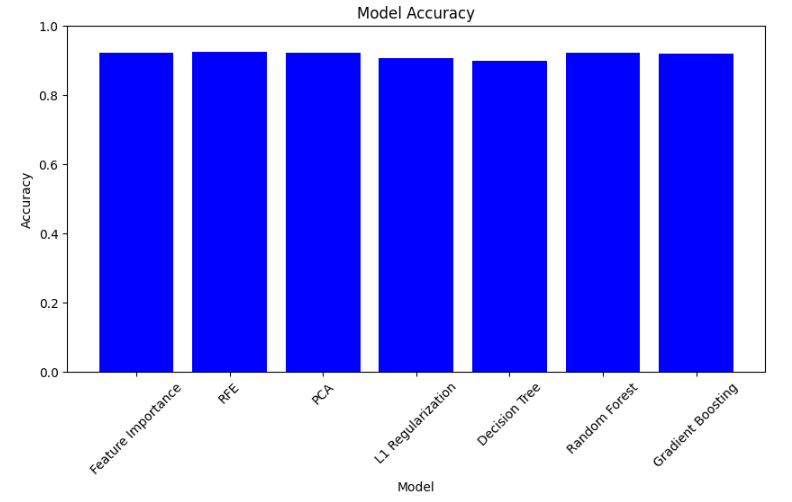 Model Accuracy
1.0
0.8
0.6
0.4
0.2
0.0
Accuracy
Feature Importance
RFE
PCA
L1 Regularization
Decision Tree
Random Forest
Gradient Boosting
Model